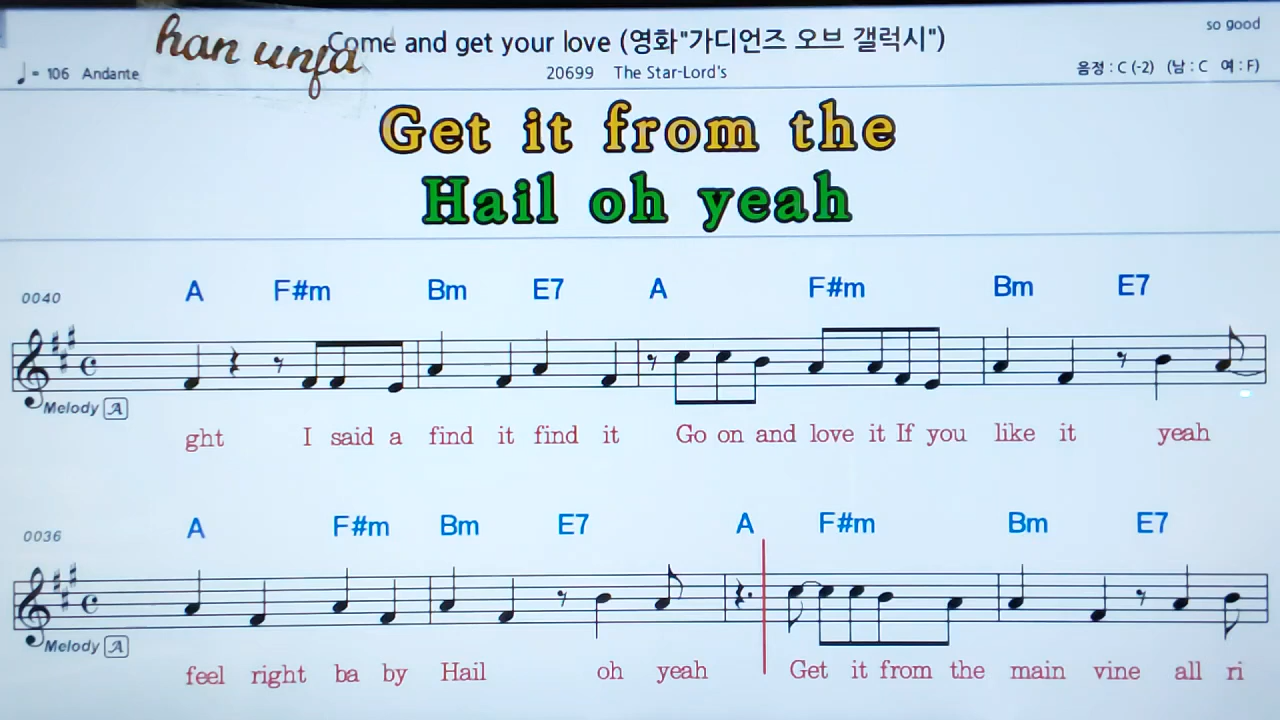 so good
han unfa
Come and get your love (영화"가디언즈 오브 갤럭시")
♩= 106 Andante
20699 The Star-Lord's
음정 : C (-2) (남 : C 여 : F)
Get it from the
Hail oh yeah
0040
A F#m Bm E7 A F#m Bm E7
Melody A
ght I said a find it find it Go on and love it If you like it yeah
0036
A F#m Bm E7 A F#m Bm E7
Melody A
feel right ba by Hail oh yeah Get it from the main vine all ri